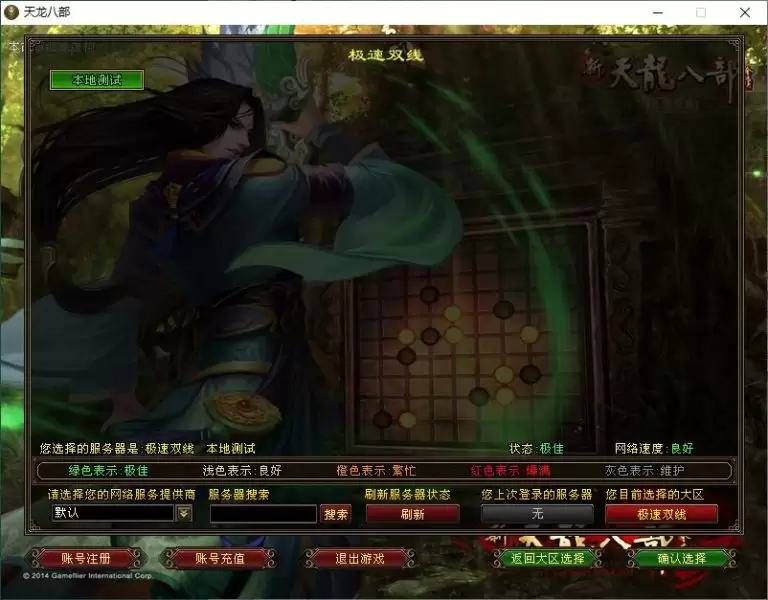 天龙八部
极速双线
本地测试
新天龍八部
您选择的服务器是:极速双线 本地测试
状态:极佳
网络速度:良好
绿色表示:极佳
浅色表示:良好
橙色表示:繁忙
红色表示:爆满
灰色表示:维护
请选择您的网络服务提供商
服务器搜索
刷新服务器状态
您上次登录的服务器
您目前选择的大区
默认
搜索
刷新
无
极速双线
账号注册
账号充值
退出游戏
返回大区选择
确认选择
© 2014 Gameflier International Corp.